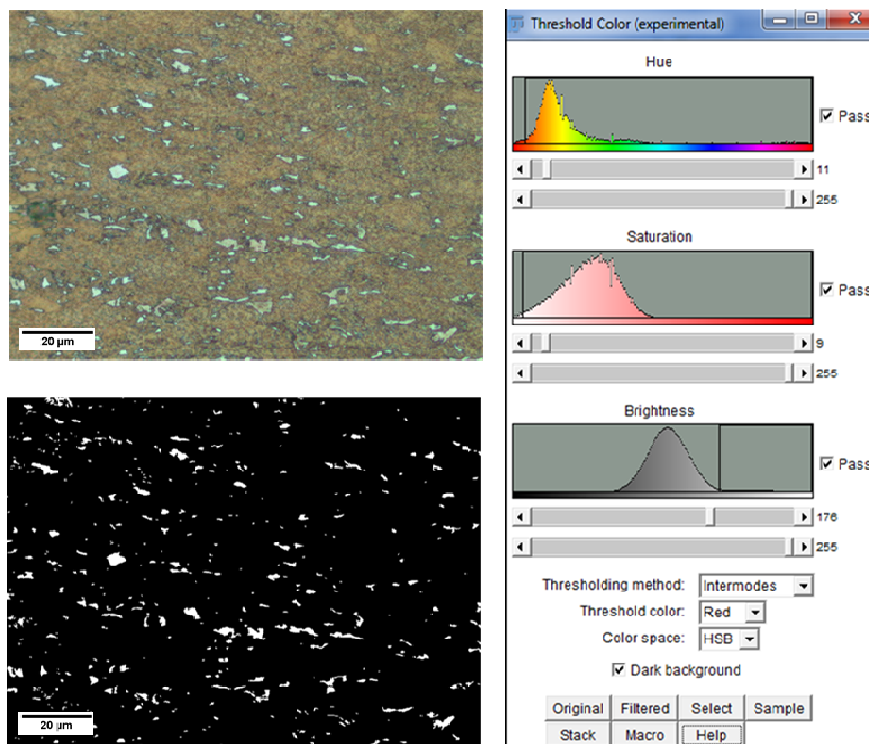 20 µm
20 µm
Threshold Color (experimental)
Hue
Pass
11
255
Saturation
Pass
9
255
Brightness
Pass
176
255
Thresholding method: Intermodes
Threshold color: Red
Color space: HSB
Dark background
Original Filtered Select Sample
Stack Macro Help